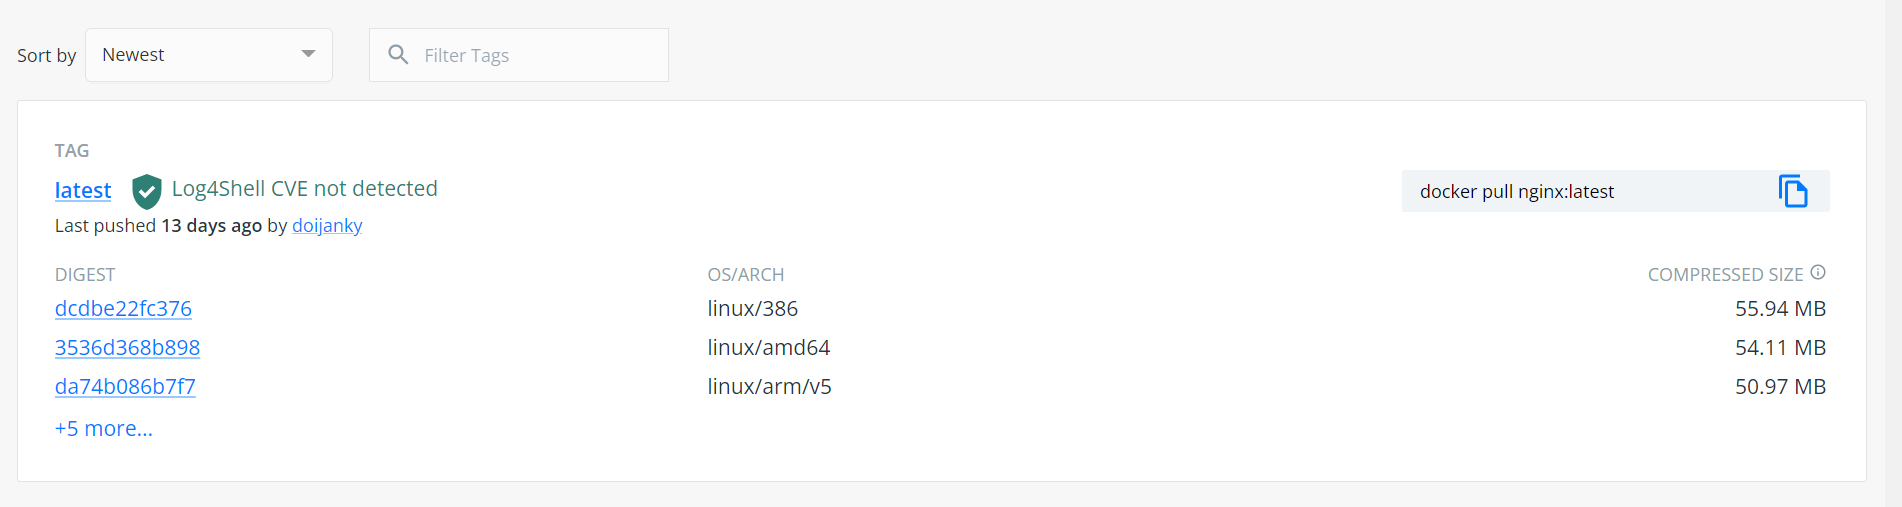 Sort by Newest Filter Tags
TAG
latest Log4Shell CVE not detected
docker pull nginx:latest
Last pushed 13 days ago by doijanky
DIGEST OS/ARCH COMPRESSED SIZE
dcdbe22fc376 linux/386 55.94 MB
3536d368b898 linux/amd64 54.11 MB
da74b086b7f7 linux/arm/v5 50.97 MB
+5 more...